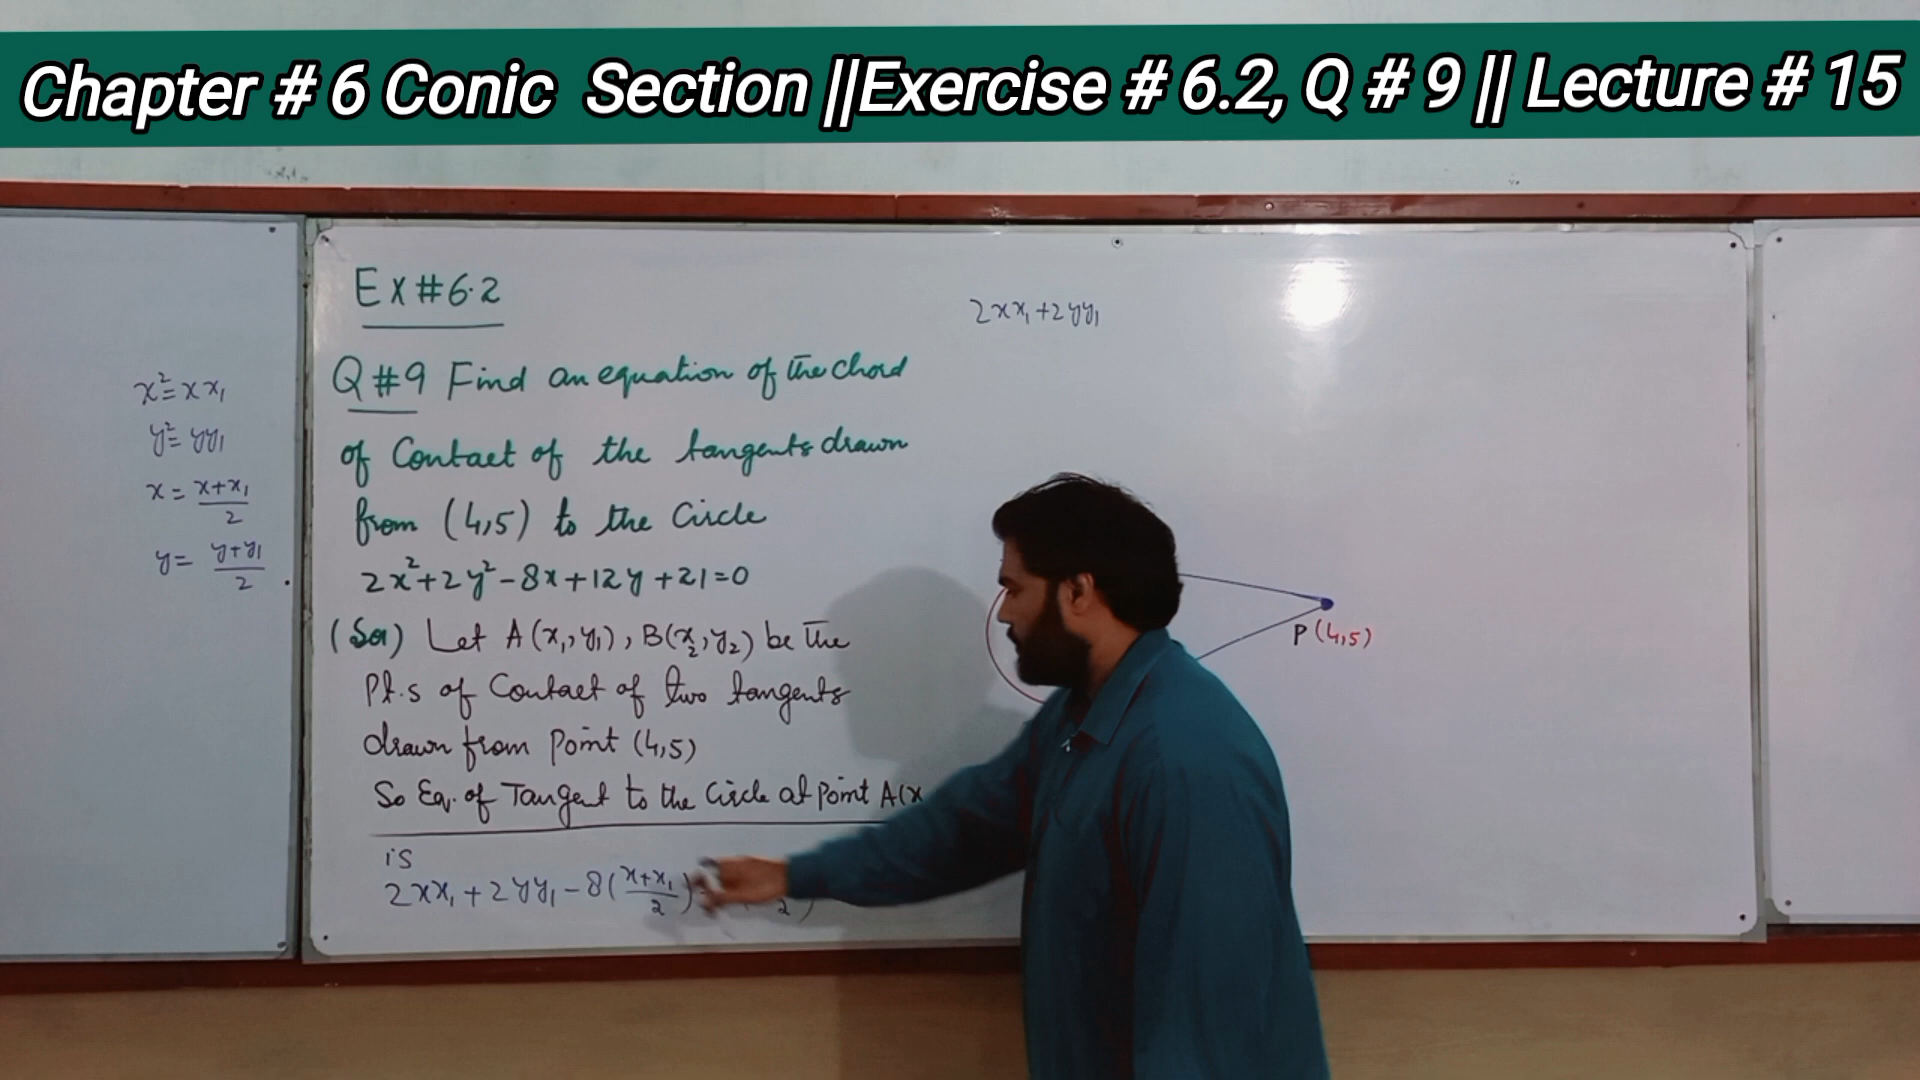 Chapter # 6 Conic Section ||Exercise # 6.2, Q # 9 || Lecture # 15
x²=xx₁
y²=yy₁
x = x+x₁/2
y = y+y₁/2 .
Ex#6.2
Q#9 Find an equation of the chord
of Contact of the tangents drawn
from (4,5) to the Circle
2x²+2y²-8x+12y+21=0
(Sol) Let A(x₁,y₁), B(x₂,y₂) be the
Pt.s of Contact of two tangents
drawn from Point (4,5)
So Eq. of Tangent to the Circle at Point A(x
is
2xx₁+2yy₁-8(x+x₁/2)
2xx₁+2yy₁
P(4,5)